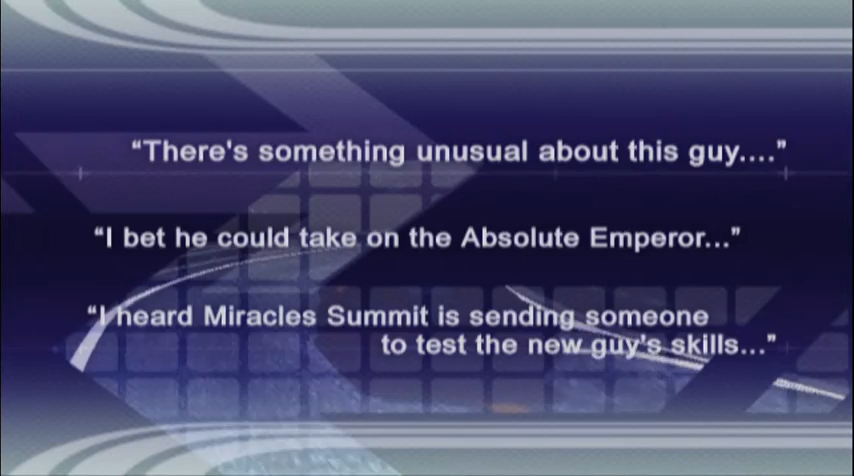 “There's something unusual about this guy....”
“I bet he could take on the Absolute Emperor...”
“I heard Miracles Summit is sending someone
to test the new guy's skills...”